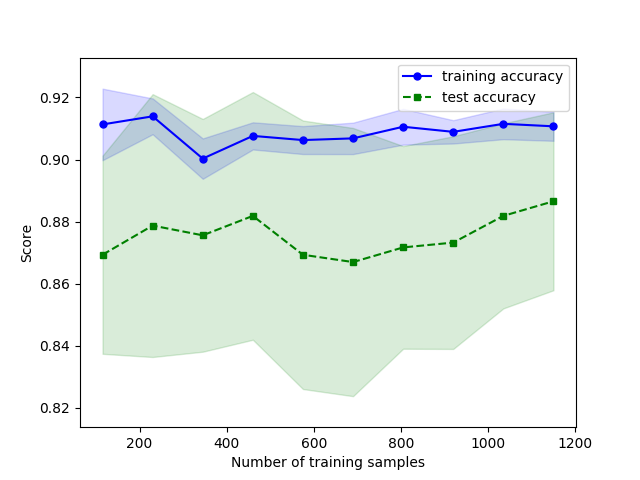 training accuracy
test accuracy
0.92
0.90
0.88
0.86
0.84
0.82
Score
200 400 600 800 1000 1200
Number of training samples